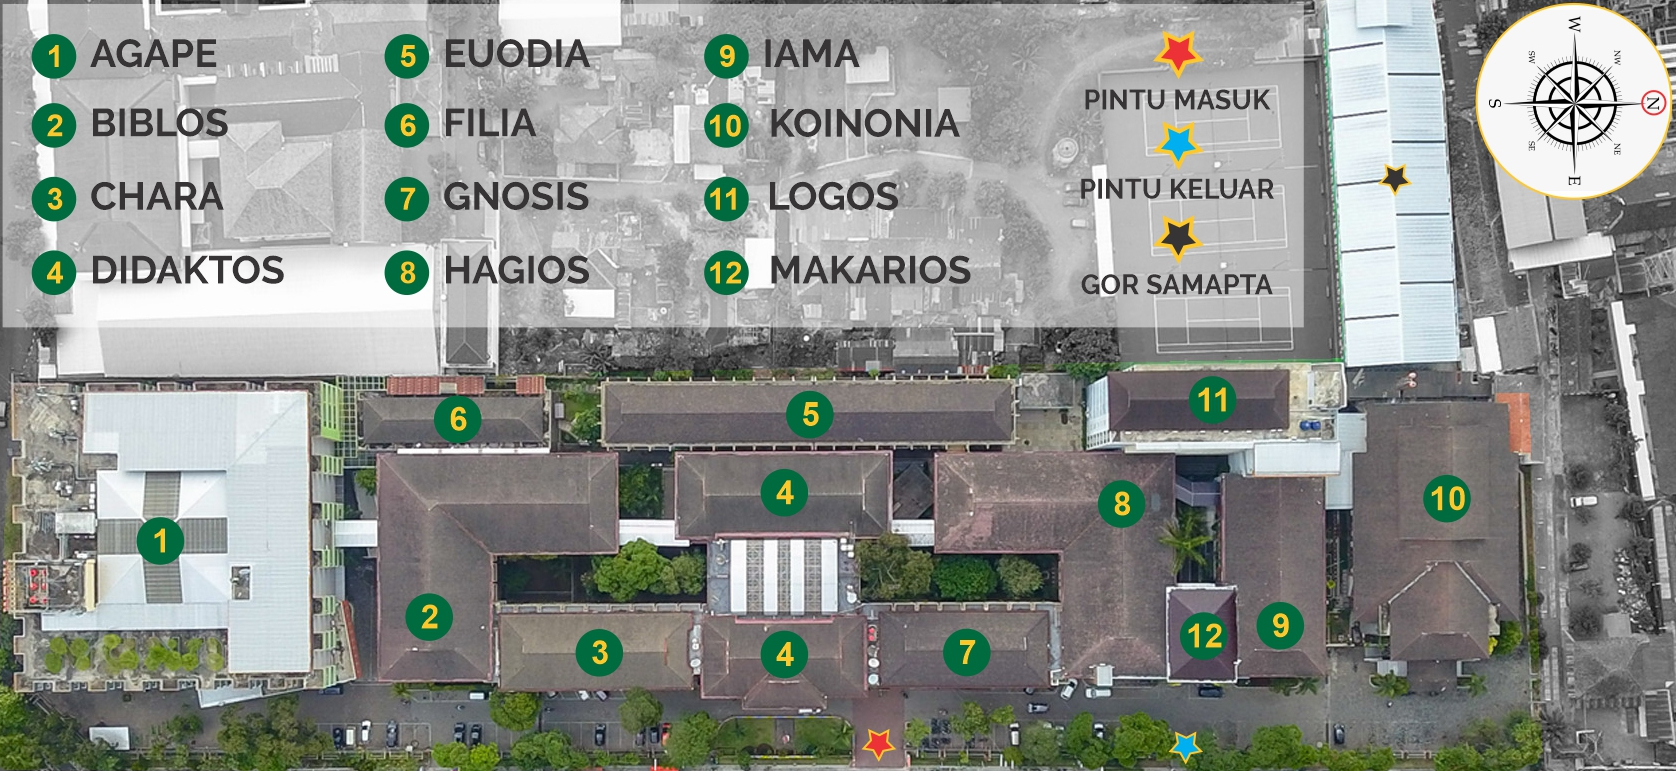 1 AGAPE
2 BIBLOS
3 CHARA
4 DIDAKTOS
5 EUODIA
6 FILIA
7 GNOSIS
8 HAGIOS
9 IAMA
10 KOINONIA
11 LOGOS
12 MAKARIOS
PINTU MASUK
PINTU KELUAR
GOR SAMAPTA
W
SW
NW
S
N
SE
NE
E
11
6
5
4
8
10
1
2
3
4
7
12
9